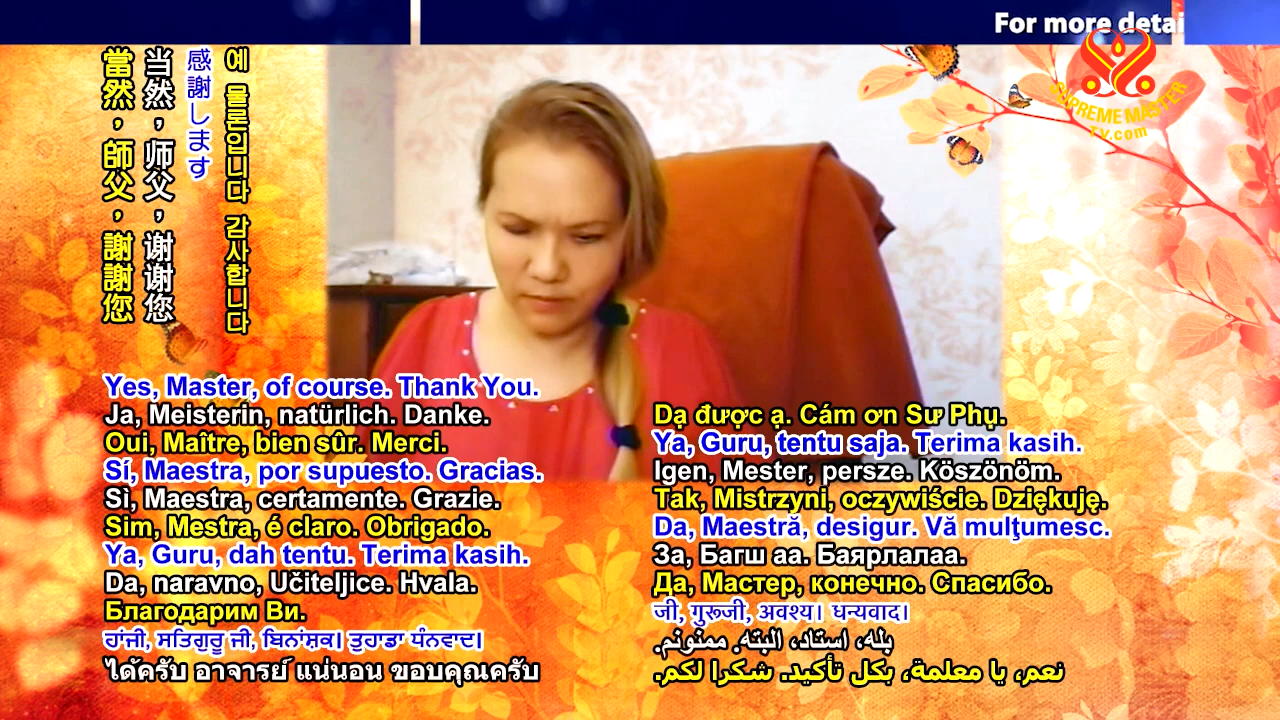 For more detai
SUPREME MASTER
TV.com
當然，師父，謝謝您
当然，师父，谢谢您
感謝します
예 물론입니다 감사합니다
Yes, Master, of course. Thank You.
Ja, Meisterin, natürlich. Danke.
Oui, Maître, bien sûr. Merci.
Sí, Maestra, por supuesto. Gracias.
Sì, Maestra, certamente. Grazie.
Sim, Mestra, é claro. Obrigado.
Ya, Guru, dah tentu. Terima kasih.
Da, naravno, Učiteljice. Hvala.
Благодарим Ви.
ਹਾਂਜੀ, ਸਤਿਗੁਰੂ ਜੀ, ਬਿਨਾਂਸ਼ਕ। ਤੁਹਾਡਾ ਧੰਨਵਾਦ।
ได้ครับ อาจารย์ แน่นอน ขอบคุณครับ
Dạ được ạ. Cám ơn Sư Phụ.
Ya, Guru, tentu saja. Terima kasih.
Igen, Mester, persze. Köszönöm.
Tak, Mistrzyni, oczywiście. Dziękuję.
Da, Maestră, desigur. Vă mulţumesc.
За, Багш аа. Баярлалаа.
Да, Мастер, конечно. Спасибо.
जी, गुरूजी, अवश्य। धन्यवाद।
بله، استاد، البته. ممنونم.
نعم، يا معلمة، بكل تأكيد. شكرا لكم.